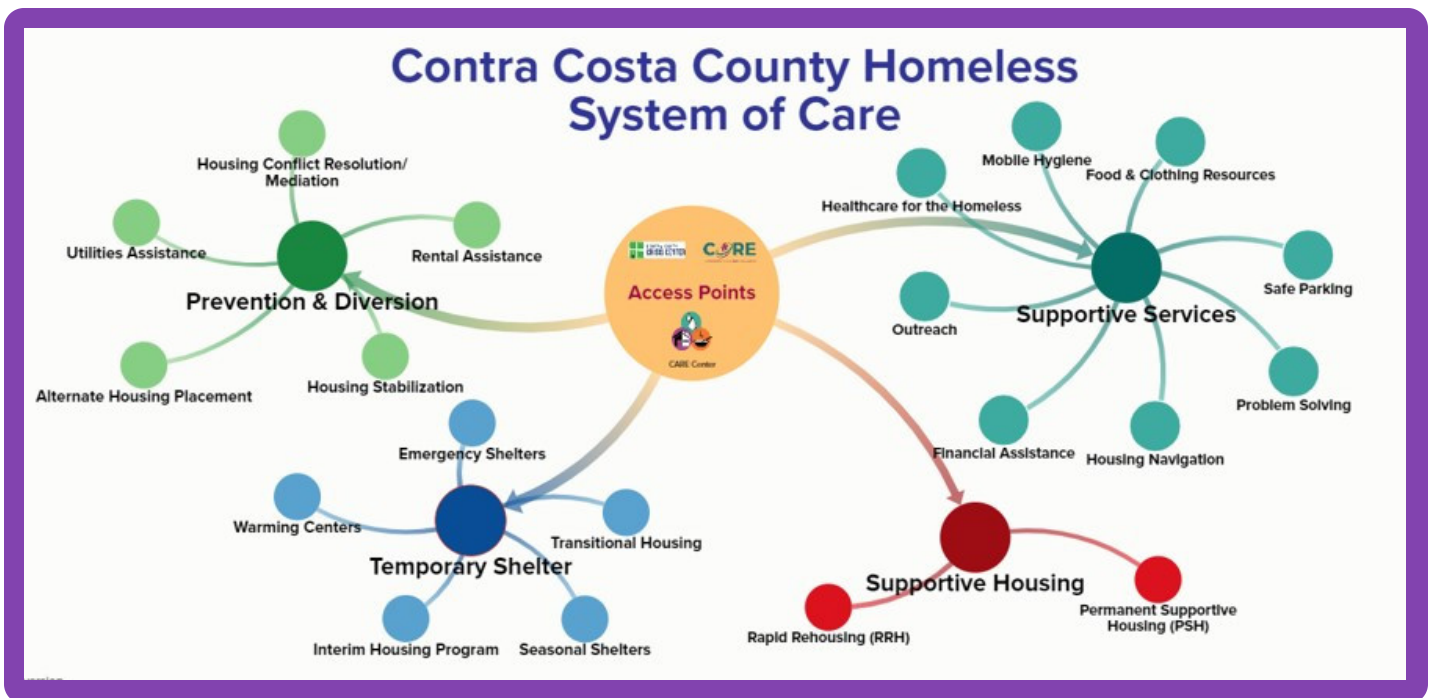 Contra Costa County Homeless
System of Care
Housing Conflict Resolution/
Mediation
Utilities Assistance
Rental Assistance
Prevention & Diversion
Alternate Housing Placement
Housing Stabilization
CRISIS CENTER
CORE
Access Points
CARE Center
Mobile Hygiene
Food & Clothing Resources
Healthcare for the Homeless
Safe Parking
Outreach
Supportive Services
Problem Solving
Financial Assistance
Housing Navigation
Emergency Shelters
Warming Centers
Transitional Housing
Temporary Shelter
Interim Housing Program
Seasonal Shelters
Supportive Housing
Rapid Rehousing (RRH)
Permanent Supportive
Housing (PSH)